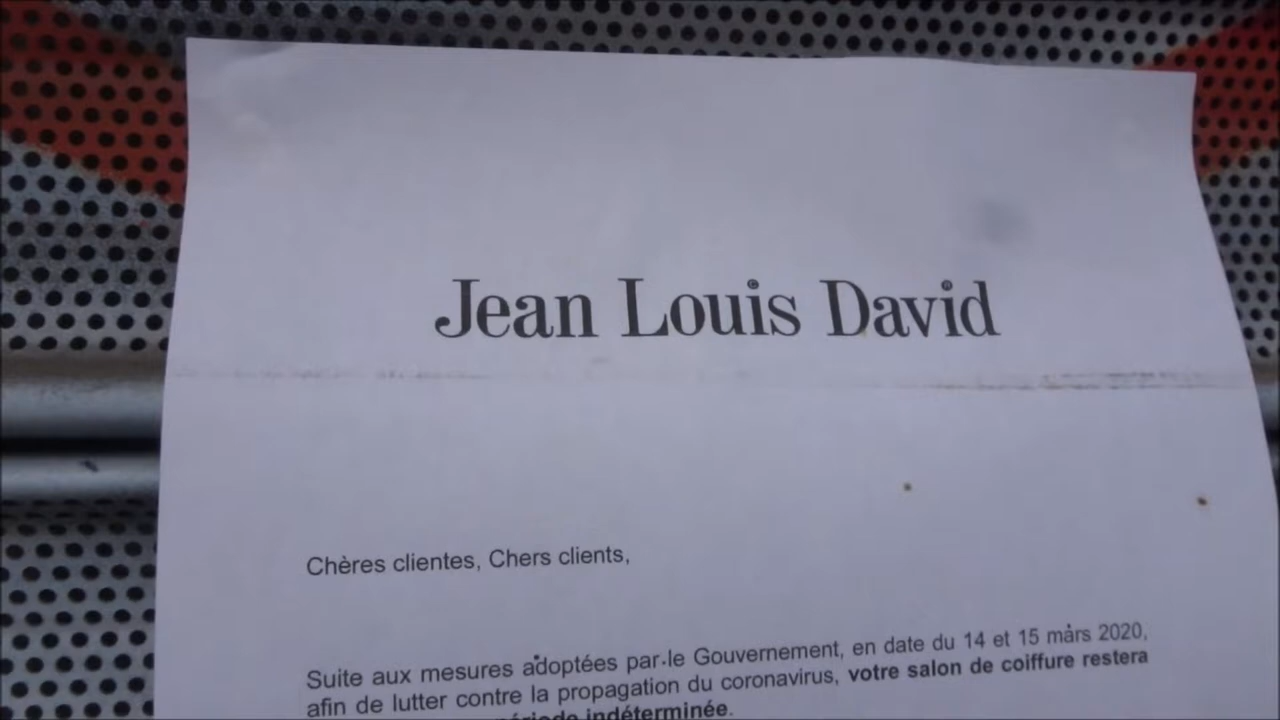 Jean Louis David
Chères clientes, Chers clients,
Suite aux mesures adoptées par le Gouvernement, en date du 14 et 15 mars 2020,
afin de lutter contre la propagation du coronavirus, votre salon de coiffure restera
indéterminée.